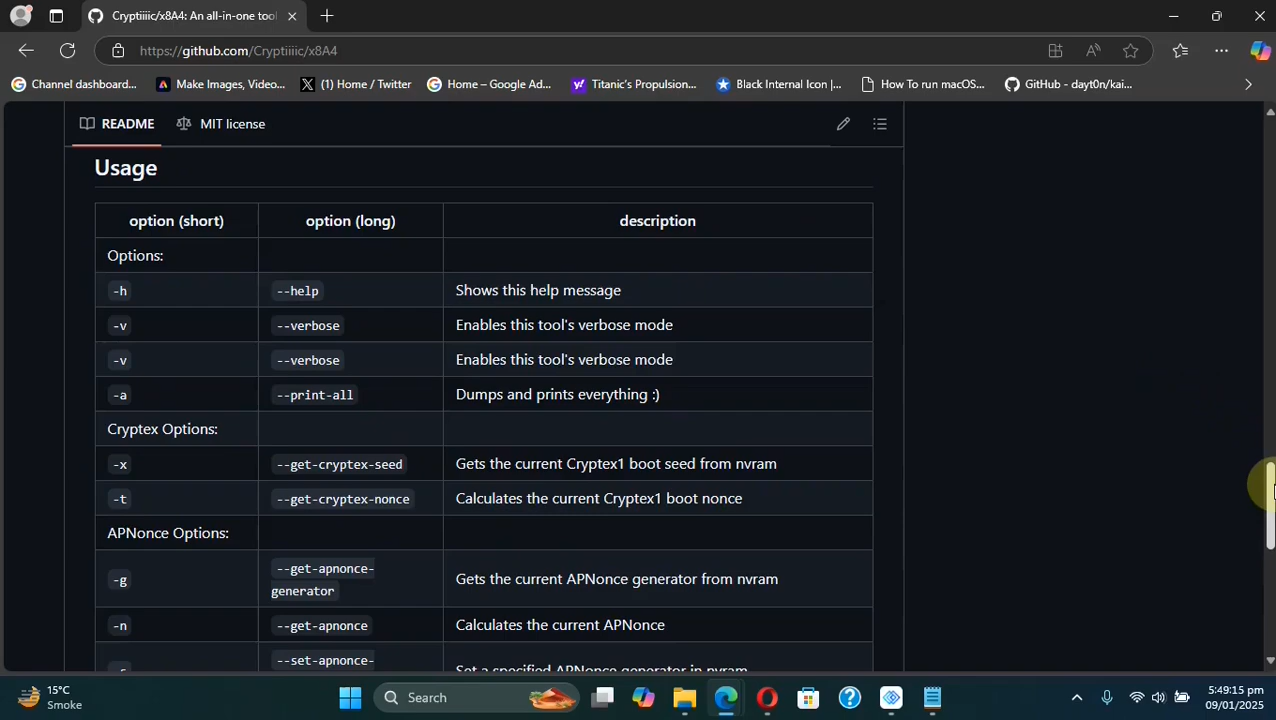 Cryptiiiic/x8A4: An all-in-one tool
https://github.com/Cryptiiiic/x8A4
Channel dashboard...
Make Images, Video...
(1) Home / Twitter
Home – Google Ad...
Titanic's Propulsion...
Black Internal Icon |...
How To run macOS...
GitHub - dayt0n/kai...
README
MIT license
Usage
option (short) option (long) description
Options:
-h --help Shows this help message
-v --verbose Enables this tool's verbose mode
-v --verbose Enables this tool's verbose mode
-a --print-all Dumps and prints everything :)
Cryptex Options:
-x --get-cryptex-seed Gets the current Cryptex1 boot seed from nvram
-t --get-cryptex-nonce Calculates the current Cryptex1 boot nonce
APNonce Options:
--get-apnonce-
-g generator Gets the current APNonce generator from nvram
-n --get-apnonce Calculates the current APNonce
--set-apnonce-
Set a specified APNonce generator in nvram
15°C
Smoke
Search
5:49:15 pm
09/01/2025